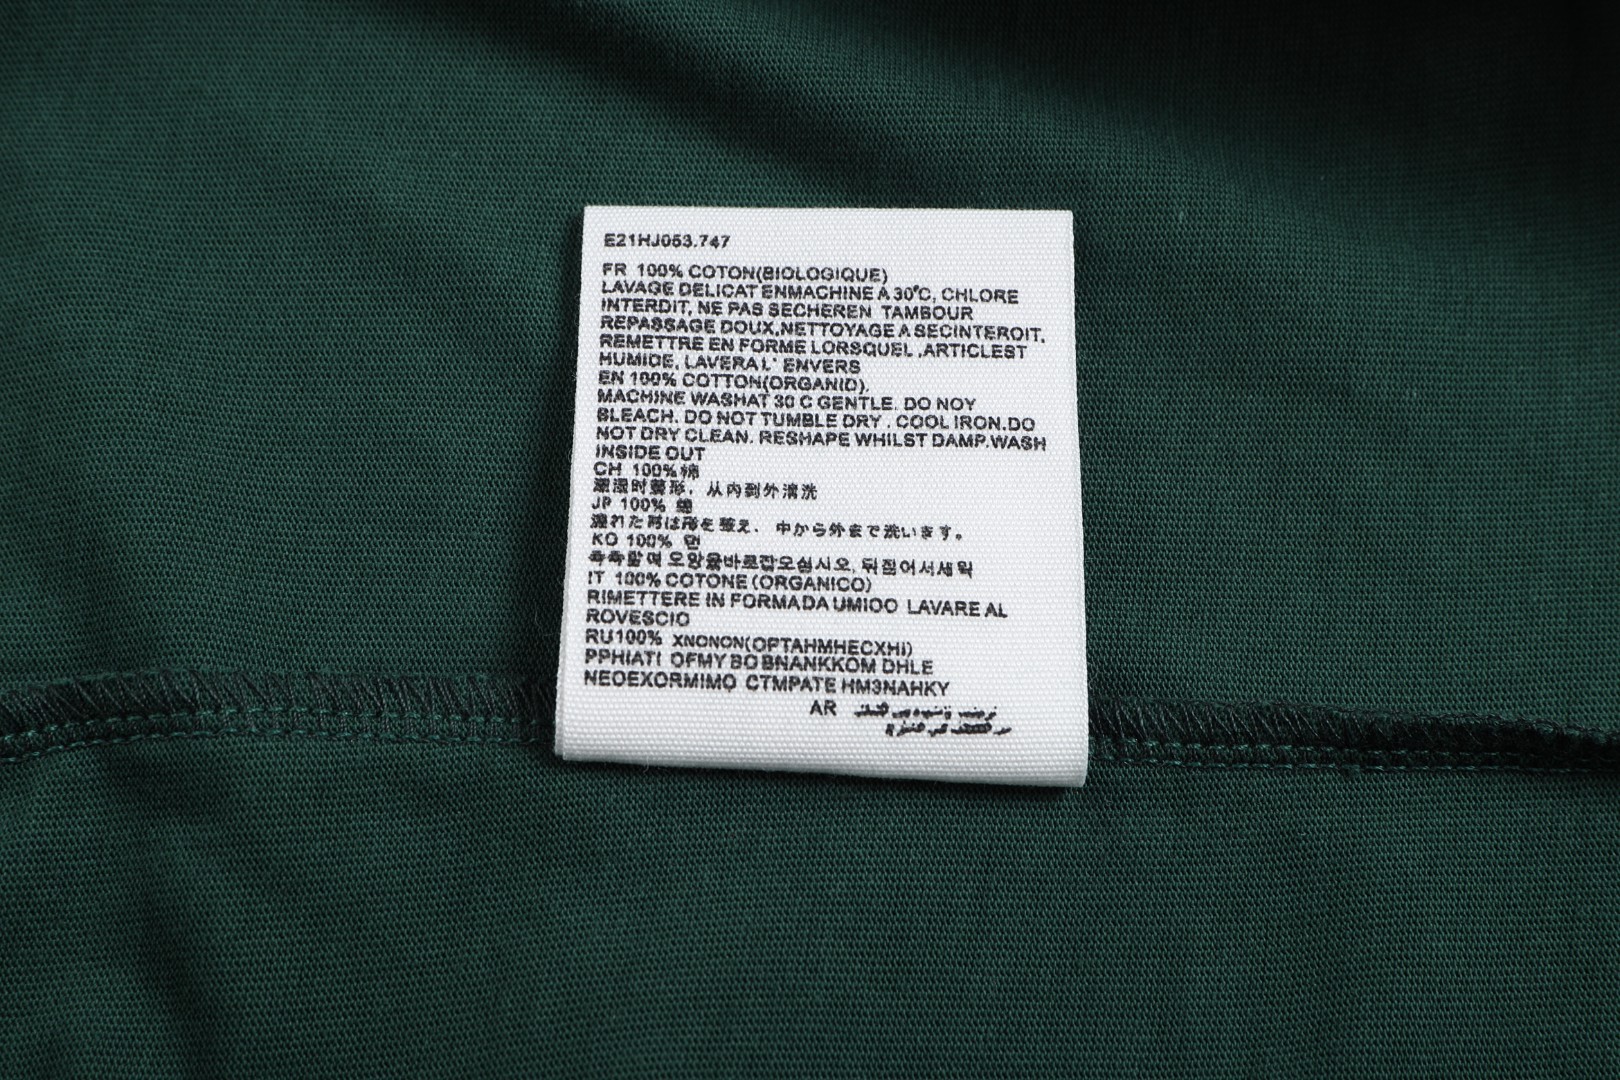 E21HJ053.747
FR 100% COTON(BIOLOGIQUE)
LAVAGE DELICAT ENMACHINE A 30°C, CHLORE
INTERDIT, NE PAS SECHEREN TAMBOUR
REPASSAGE DOUX.NETTOYAGE A SECINTEROIT.
REMETTRE EN FORME LORSQUEL ,ARTICLEST
HUMIDE, LAVERA L' ENVERS
EN 100% COTTON(ORGANID),
MACHINE WASHAT 30 C GENTLE. DO NOY
BLEACH. DO NOT TUMBLE DRY . COOL IRON.DO
NOT DRY CLEAN. RESHAPE WHILST DAMP.WASH
INSIDE OUT
CH 100% 棉
潮湿时整形，从内到外清洗
JP 100% 綿
濡れた時は形を整え、中から外まで洗います。
KO 100% 면
촉촉할때 모양을바로잡으십시오, 뒤집어서세
IT 100% COTONE (ORGANICO)
RIMETTERE IN FORMADA UMIOO LAVARE AL
ROVESCIO
RU100% XNONON(OPTAHMHECXHI)
PPHIATI OFMY BO BNANKKOM DHLE
NEOEXORMIMO CTMPATE HM3NAHKY
AR